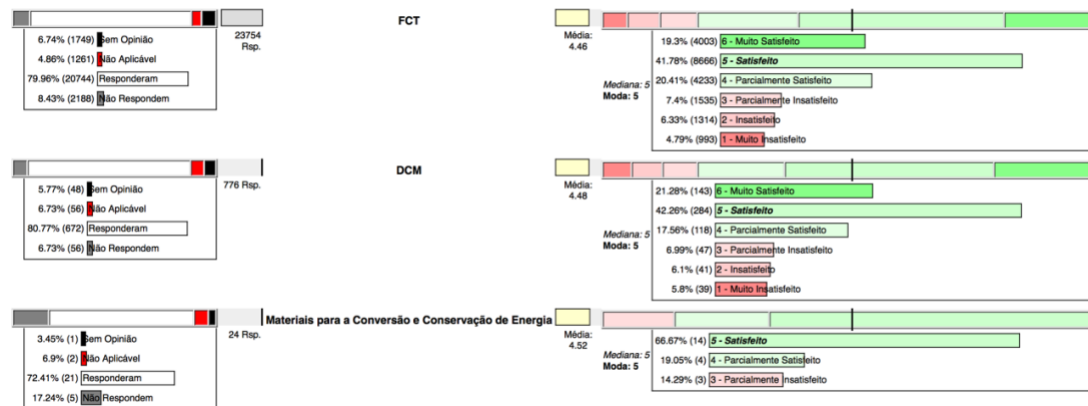 FCT
6.74% (1749) Sem Opinião
4.86% (1261) Não Aplicável
79.96% (20744) Responderam
8.43% (2188) Não Respondem
23754
Rsp.
Média:
4.46
Mediana: 5
Moda: 5
19.3% (4003) 6 - Muito Satisfeito
41.78% (8666) 5 - Satisfeito
20.41% (4233) 4 - Parcialmente Satisfeito
7.4% (1535) 3 - Parcialmente Insatisfeito
6.33% (1314) 2 - Insatisfeito
4.79% (993) 1 - Muito Insatisfeito
DCM
5.77% (48) Sem Opinião
6.73% (56) Não Aplicável
80.77% (672) Responderam
6.73% (56) Não Respondem
776 Rsp.
Média:
4.48
Mediana: 5
Moda: 5
21.28% (143) 6 - Muito Satisfeito
42.26% (284) 5 - Satisfeito
17.56% (118) 4 - Parcialmente Satisfeito
6.99% (47) 3 - Parcialmente Insatisfeito
6.1% (41) 2 - Insatisfeito
5.8% (39) 1 - Muito Insatisfeito
Materiais para a Conversão e Conservação de Energia
3.45% (1) Sem Opinião
6.9% (2) Não Aplicável
72.41% (21) Responderam
17.24% (5) Não Respondem
24 Rsp.
Média:
4.52
Mediana: 5
Moda: 5
66.67% (14) 5 - Satisfeito
19.05% (4) 4 - Parcialmente Satisfeito
14.29% (3) 3 - Parcialmente Insatisfeito